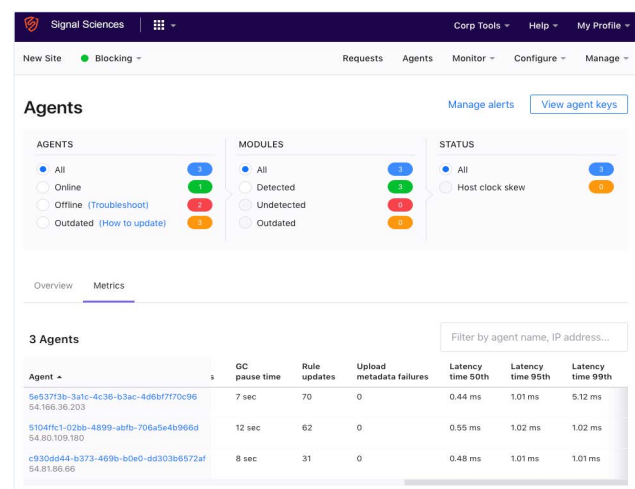 Signal Sciences
Corp Tools Help My Profile
New Site Blocking Requests Agents Monitor Configure Manage
Agents
Manage alerts View agent keys
AGENTS
All 3
Online 1
Offline (Troubleshoot) 2
Outdated (How to update) 3
MODULES
All 3
Detected 3
Undetected 0
Outdated 0
STATUS
All 3
Host clock skew 0
Overview Metrics
3 Agents
Filter by agent name, IP address...
Agent s GC pause time Rule updates Upload metadata failures Latency time 50th Latency time 95th Latency time 99th
5e537f3b-3a1c-4c36-b3ac-4d6bf7f70c96 7 sec 70 0 0.44 ms 1.01 ms 5.12 ms
54.166.36.203
5104ffc1-02bb-4899-abfb-706a5e4b966d 12 sec 62 0 0.55 ms 1.02 ms 1.02 ms
54.80.109.180
c930dd44-b373-469b-b0e0-dd303b6572af 8 sec 31 0 0.48 ms 1.01 ms 1.01 ms
54.81.86.66